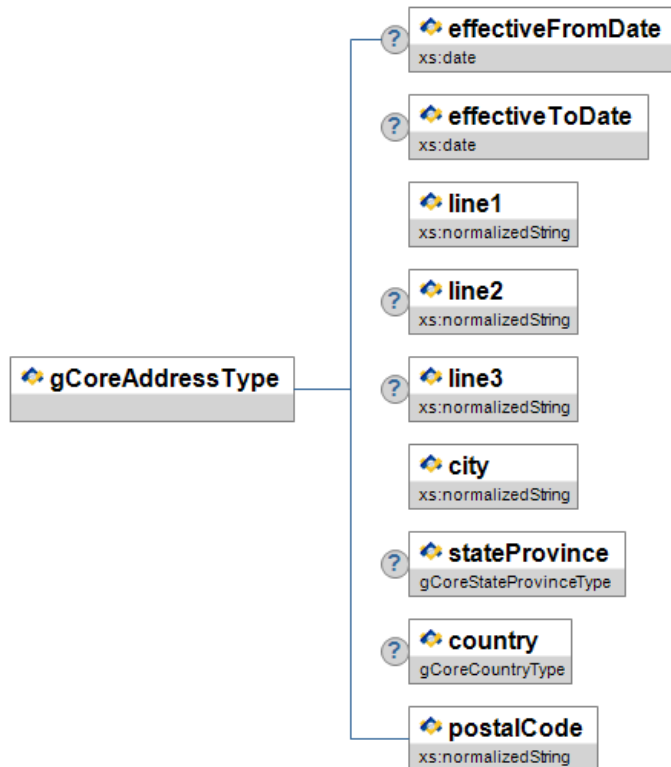 ?
effectiveFromDate
xs:date
?
effectiveToDate
xs:date
line1
xs:normalizedString
?
line2
xs:normalizedString
gCoreAddressType
?
line3
xs:normalizedString
city
xs:normalizedString
?
stateProvince
gCoreStateProvinceType
?
country
gCoreCountryType
postalCode
xs:normalizedString